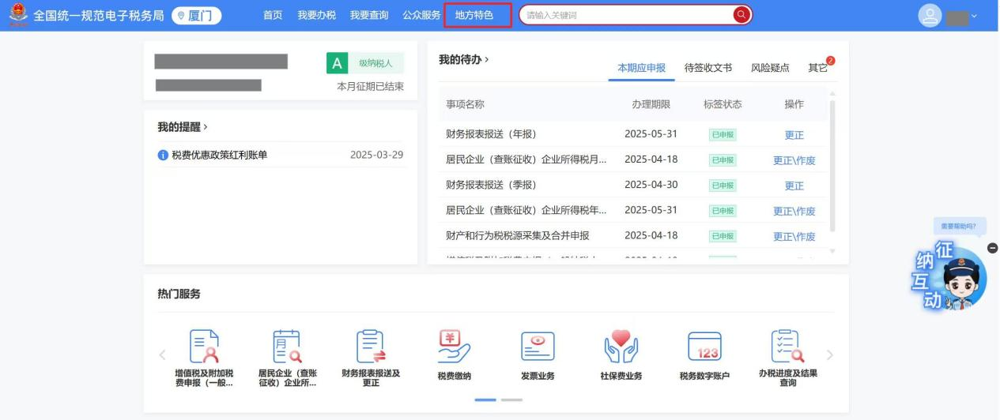 全国统一规范电子税务局 厦门 首页 我要办税 我要查询 公众服务 地方特色 请输入关键词
A 级纳税人
本月征期已结束
我的提醒 ›
税费优惠政策红利账单 2025-03-29
我的待办 › 本期应申报 待签收文书 风险疑点 其它 2
事项名称 办理期限 标签状态 操作
财务报表报送（年报） 2025-05-31 已申报 更正
居民企业（查账征收）企业所得税月... 2025-04-18 已申报 更正\作废
财务报表报送（季报） 2025-04-30 已申报 更正
居民企业（查账征收）企业所得税年... 2025-05-31 已申报 更正\作废
财产和行为税税源采集及合并申报 2025-04-18 已申报 更正\作废
需要帮助吗?
征纳互动
热门服务
增值税及附加税
费申报（一般...
居民企业（查账
征收）企业所...
财务报表报送及
更正
税费缴纳
发票业务
社保费业务
123
税务数字账户
办税进度及结果
查询